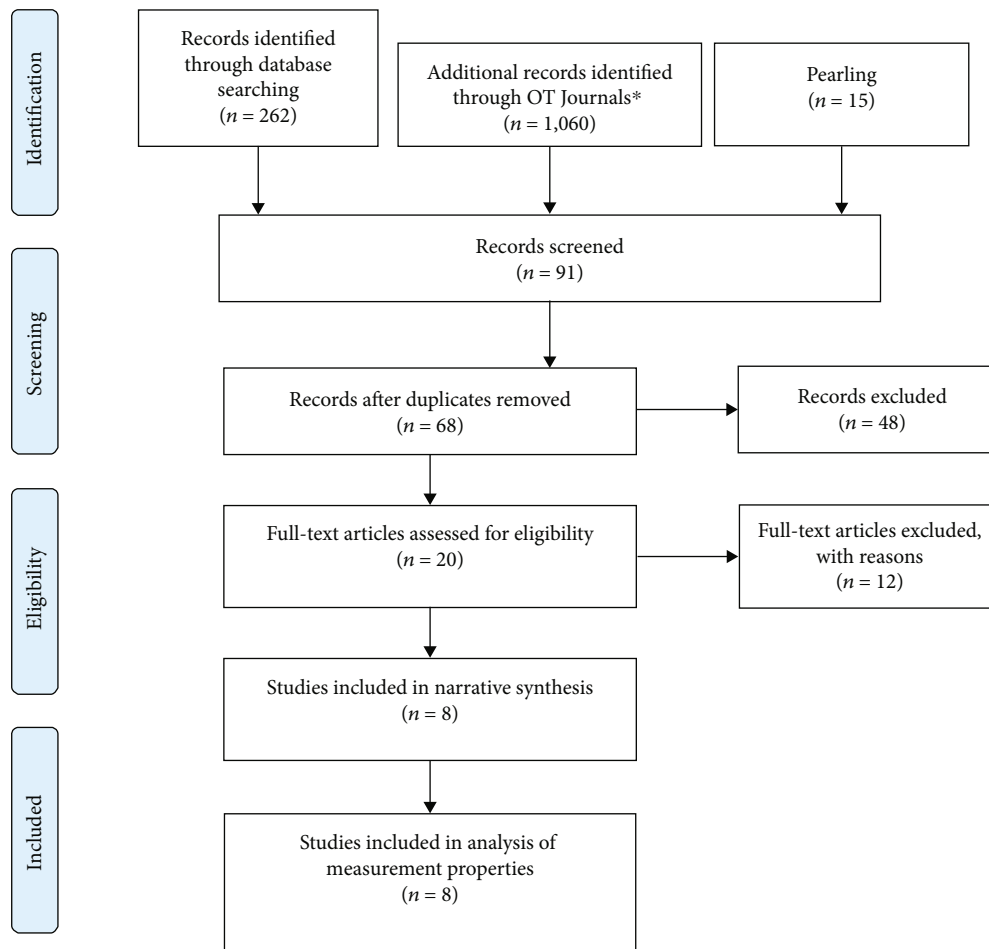 Identification
Records identified
through database
searching
(n = 262)
Additional records identified
through OT Journals*
(n = 1,060)
Pearling
(n = 15)
Screening
Records screened
(n = 91)
Records after duplicates removed
(n = 68)
Records excluded
(n = 48)
Eligibility
Full-text articles assessed for eligibility
(n = 20)
Full-text articles excluded,
with reasons
(n = 12)
Studies included in narrative synthesis
(n = 8)
Included
Studies included in analysis of
measurement properties
(n = 8)